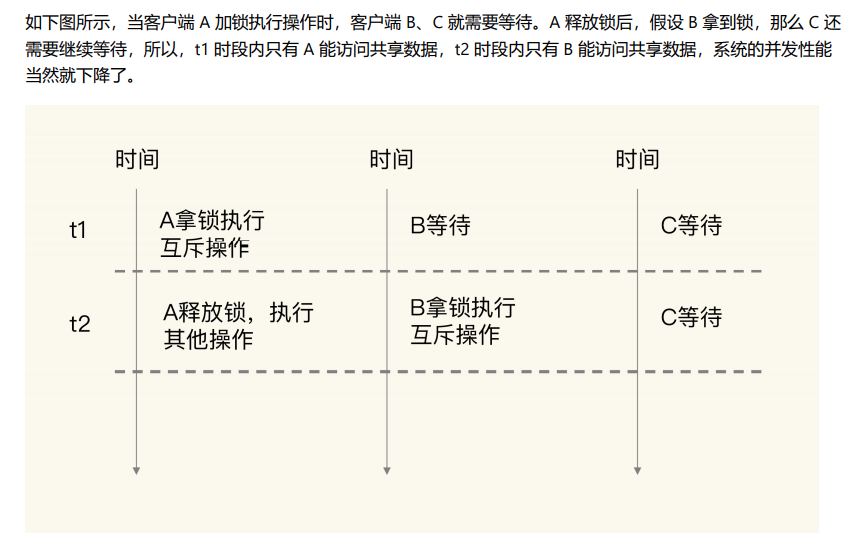 如下图所示，当客户端 A 加锁执行操作时，客户端 B、C 就需要等待。A 释放锁后，假设 B 拿到锁，那么 C 还
需要继续等待，所以，t1 时段内只有 A 能访问共享数据，t2 时段内只有 B 能访问共享数据，系统的并发性能
当然就下降了。
时间
时间
时间
t1
A拿锁执行
互斥操作
B等待
C等待
t2
A释放锁，执行
其他操作
B拿锁执行
互斥操作
C等待